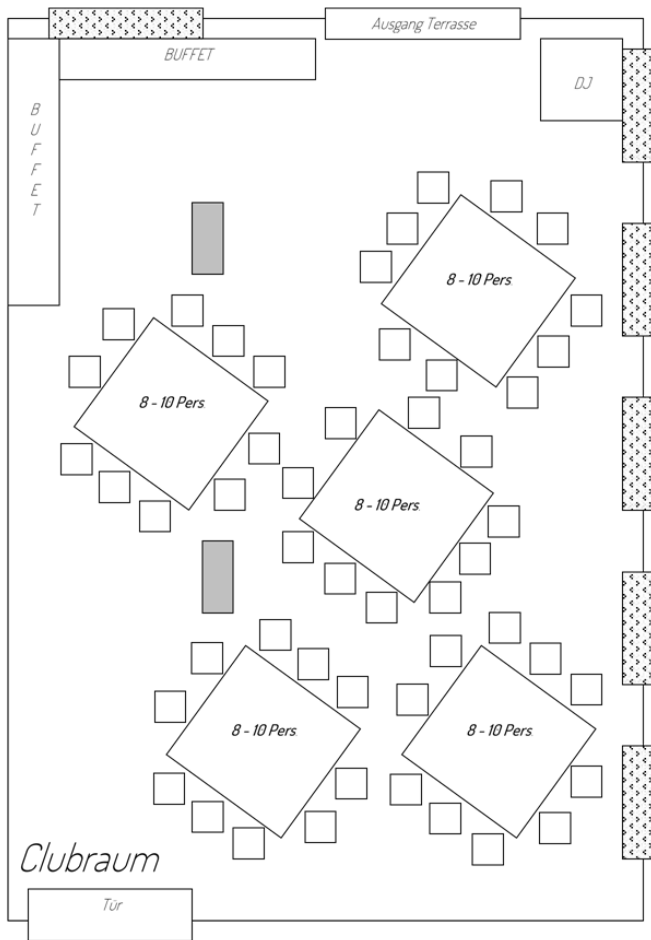 Ausgang Terrasse
BUFFET
DJ
B
U
F
F
E
T
8 - 10 Pers.
8 - 10 Pers.
8 - 10 Pers.
8 - 10 Pers.
8 - 10 Pers.
Clubraum
Tür